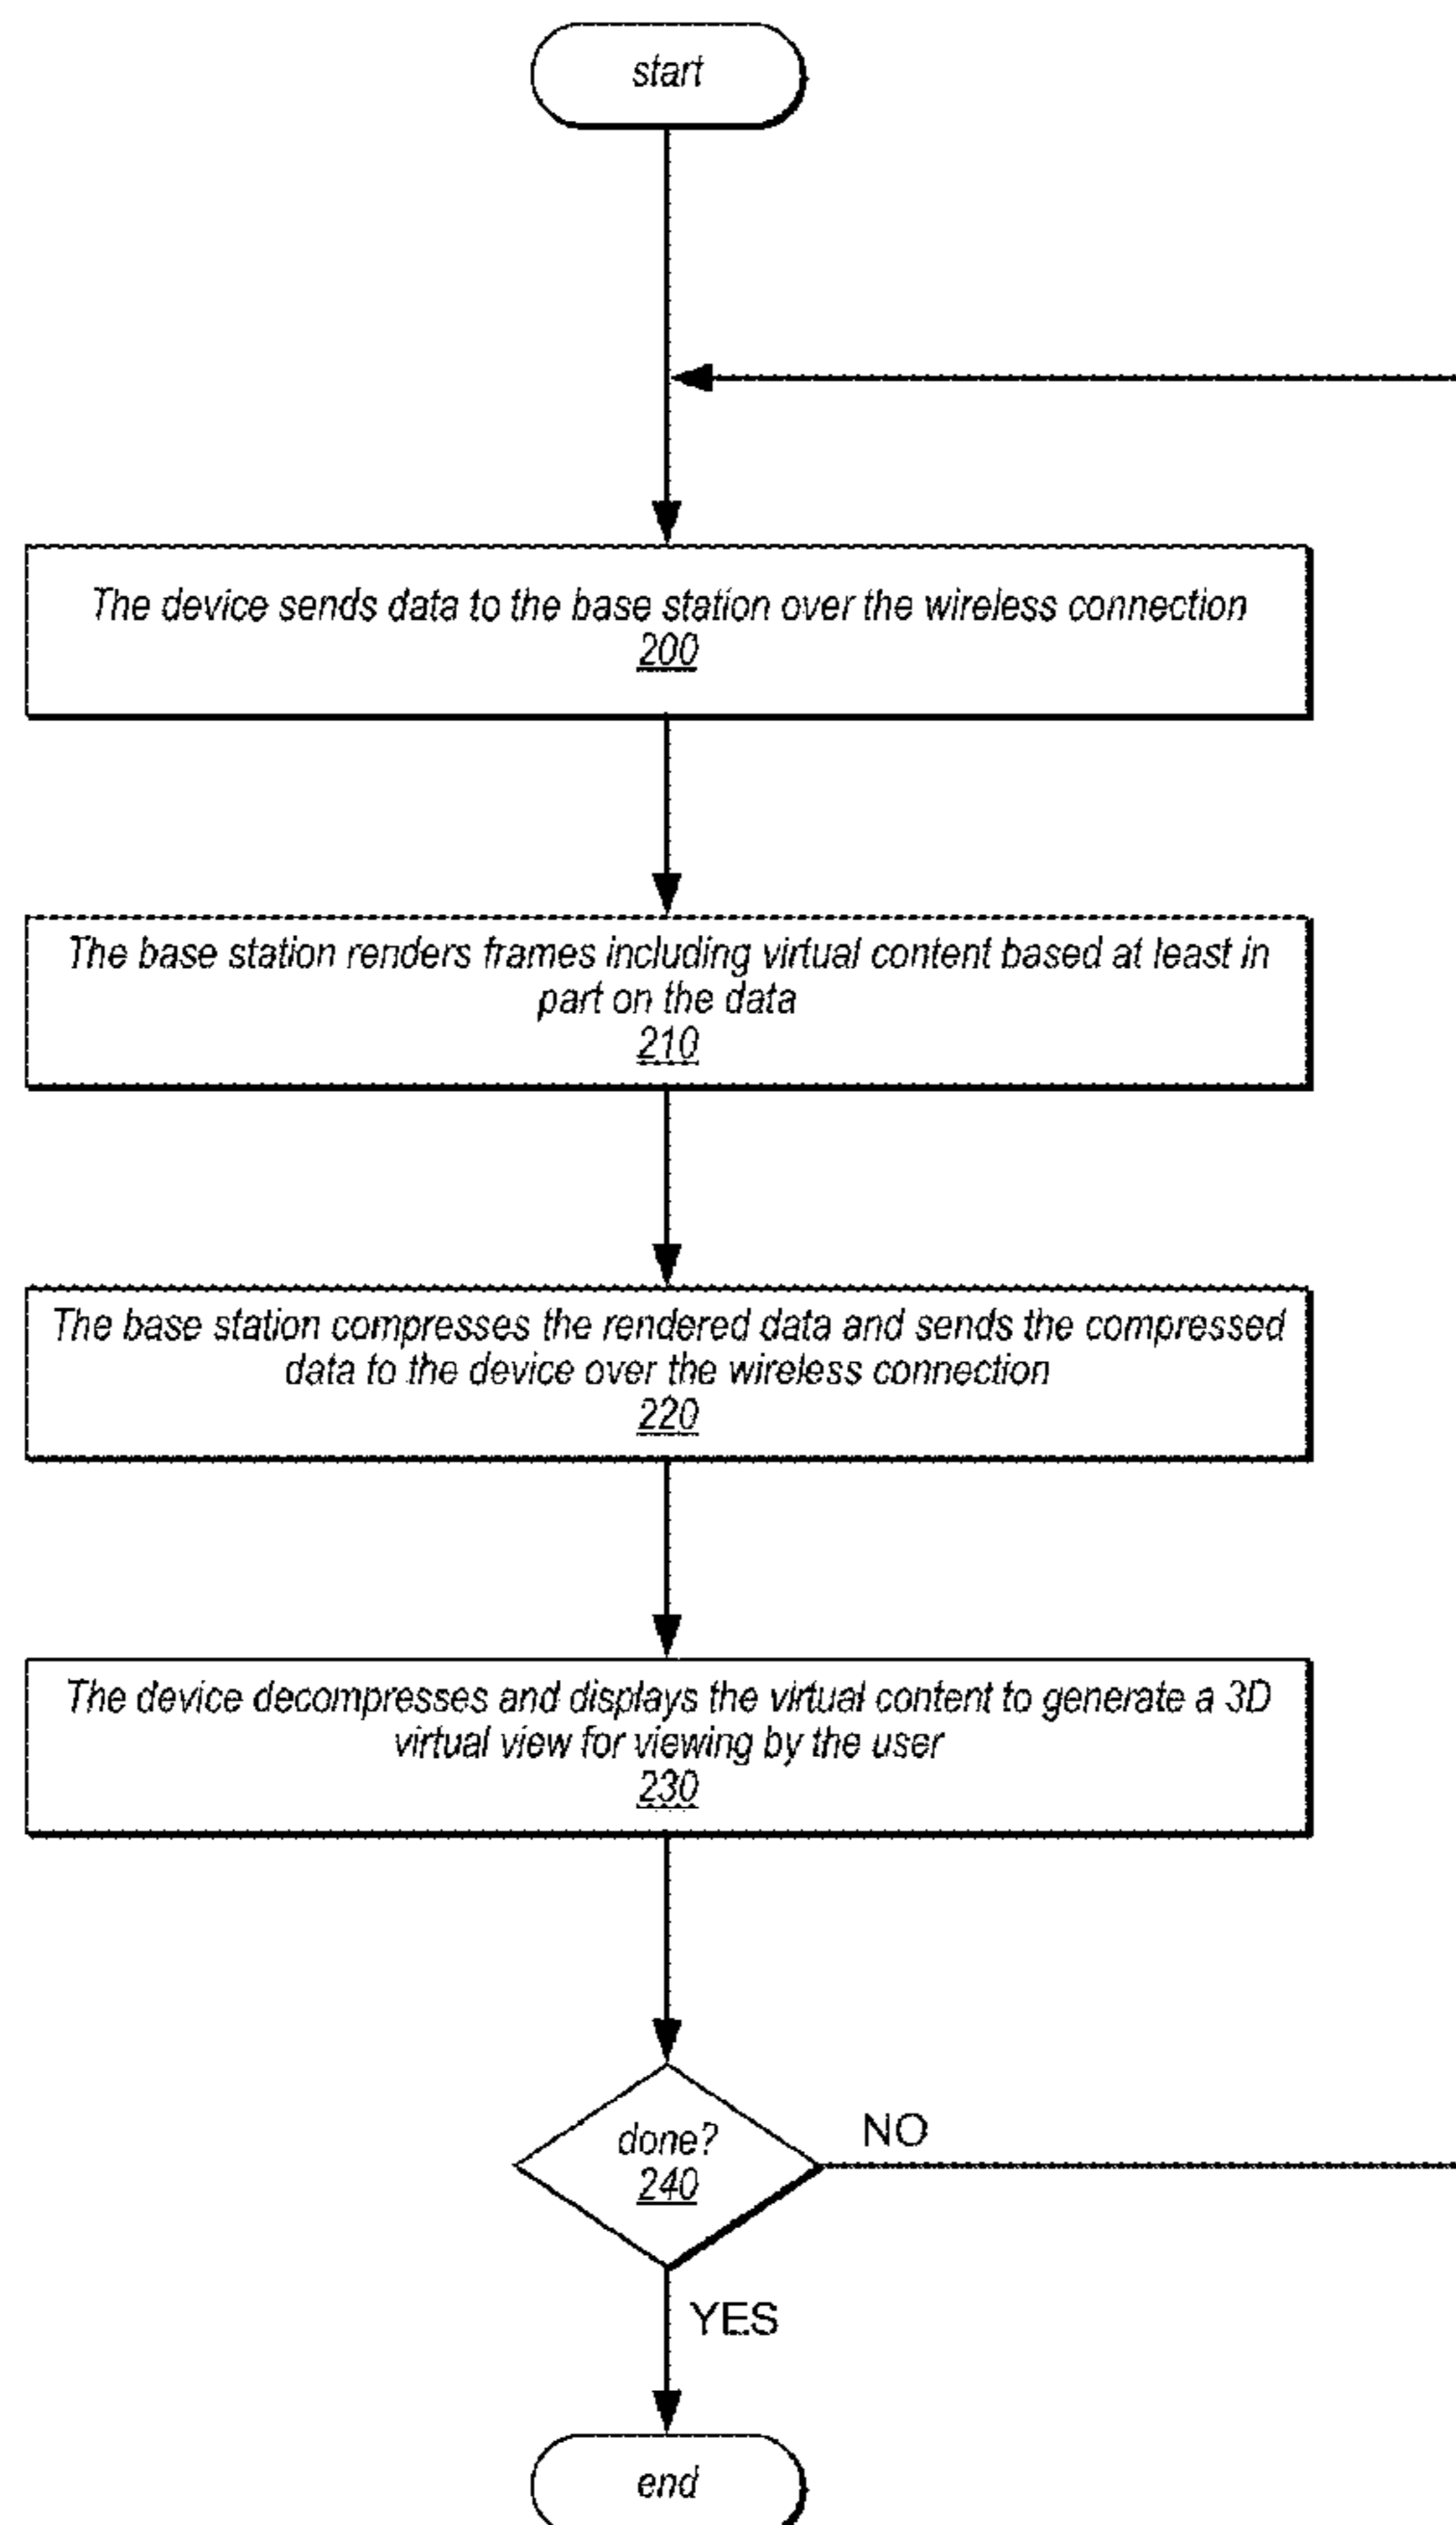 start
The device sends data to the base station over the wireless connection
200
The base station renders frames including virtual content based at least in
part on the data
210
The base station compresses the rendered data and sends the compressed
data to the device over the wireless connection
220
The device decompresses and displays the virtual content to generate a 3D
virtual view for viewing by the user
230
done?
240
NO
YES
end